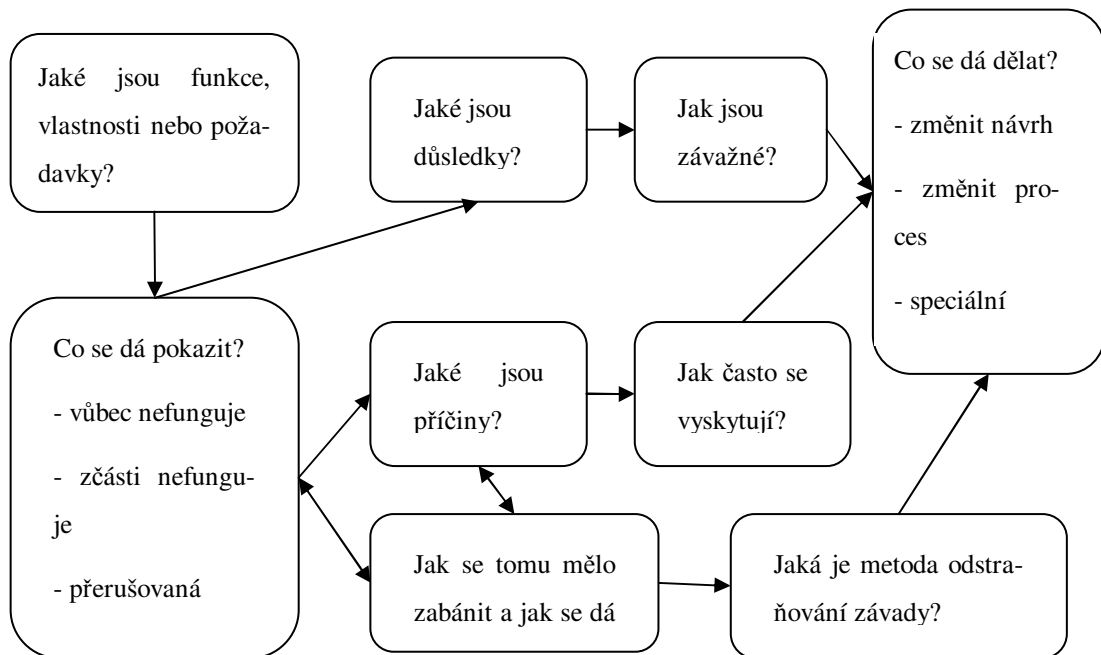 Jaké jsou funkce,
vlastnosti nebo poža-
davky?
Jaké jsou
důsledky?
Jak jsou
závažné?
Co se dá dělat?
- změnit návrh
- změnit pro-
ces
- speciální
Co se dá pokazit?
- vůbec nefunguje
- zčásti nefungu-
je
- přerušovaná
Jaké jsou
příčiny?
Jak často se
vyskytují?
Jak se tomu mělo
zabánit a jak se dá
Jaká je metoda odstra-
ňování závady?